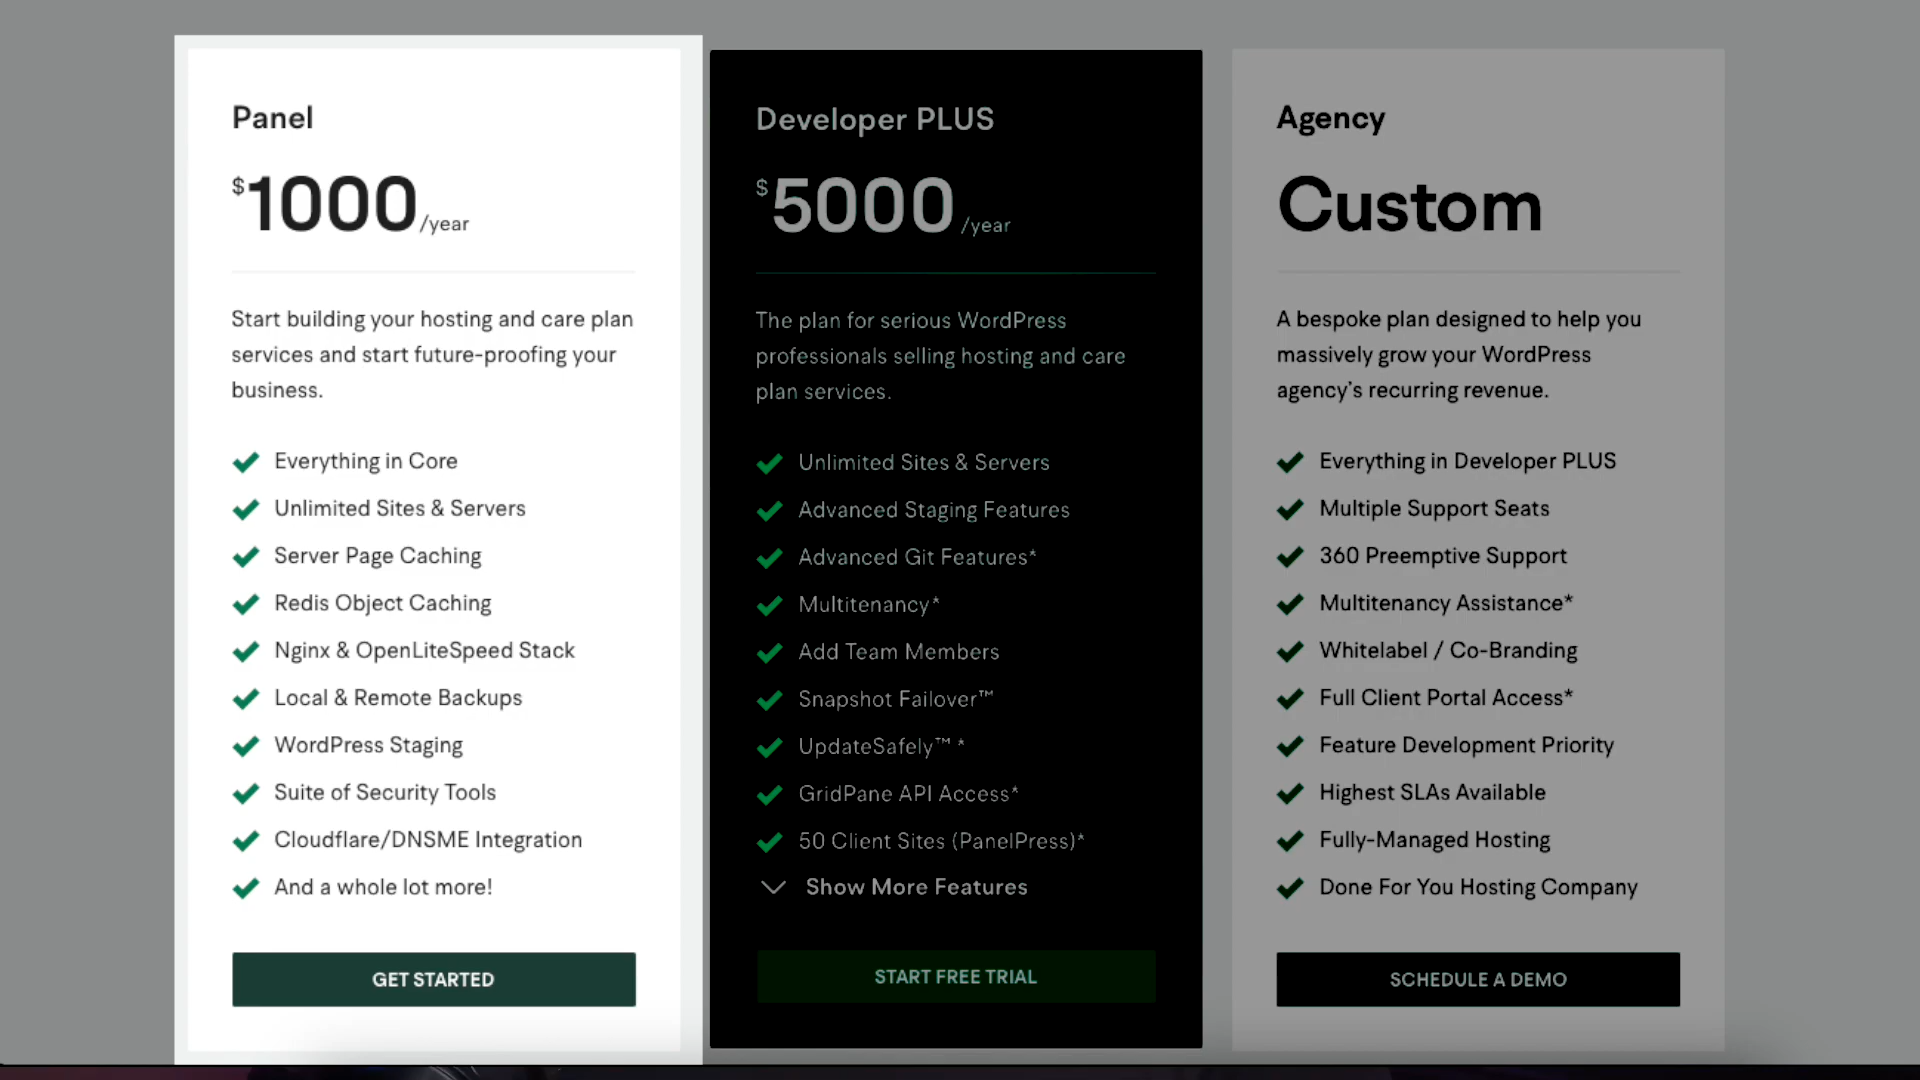 Panel
$1000/year
Start building your hosting and care plan
services and start future-proofing your
business.
Everything in Core
Unlimited Sites & Servers
Server Page Caching
Redis Object Caching
Nginx & OpenLiteSpeed Stack
Local & Remote Backups
WordPress Staging
Suite of Security Tools
Cloudflare/DNSME Integration
And a whole lot more!
GET STARTED
Developer PLUS
$5000/year
The plan for serious WordPress
professionals selling hosting and care
plan services.
Unlimited Sites & Servers
Advanced Staging Features
Advanced Git Features*
Multitenancy*
Add Team Members
Snapshot Failover™
UpdateSafely™ *
GridPane API Access*
50 Client Sites (PanelPress)*
Show More Features
START FREE TRIAL
Agency
Custom
A bespoke plan designed to help you
massively grow your WordPress
agency’s recurring revenue.
Everything in Developer PLUS
Multiple Support Seats
360 Preemptive Support
Multitenancy Assistance*
Whitelabel / Co-Branding
Full Client Portal Access*
Feature Development Priority
Highest SLAs Available
Fully-Managed Hosting
Done For You Hosting Company
SCHEDULE A DEMO